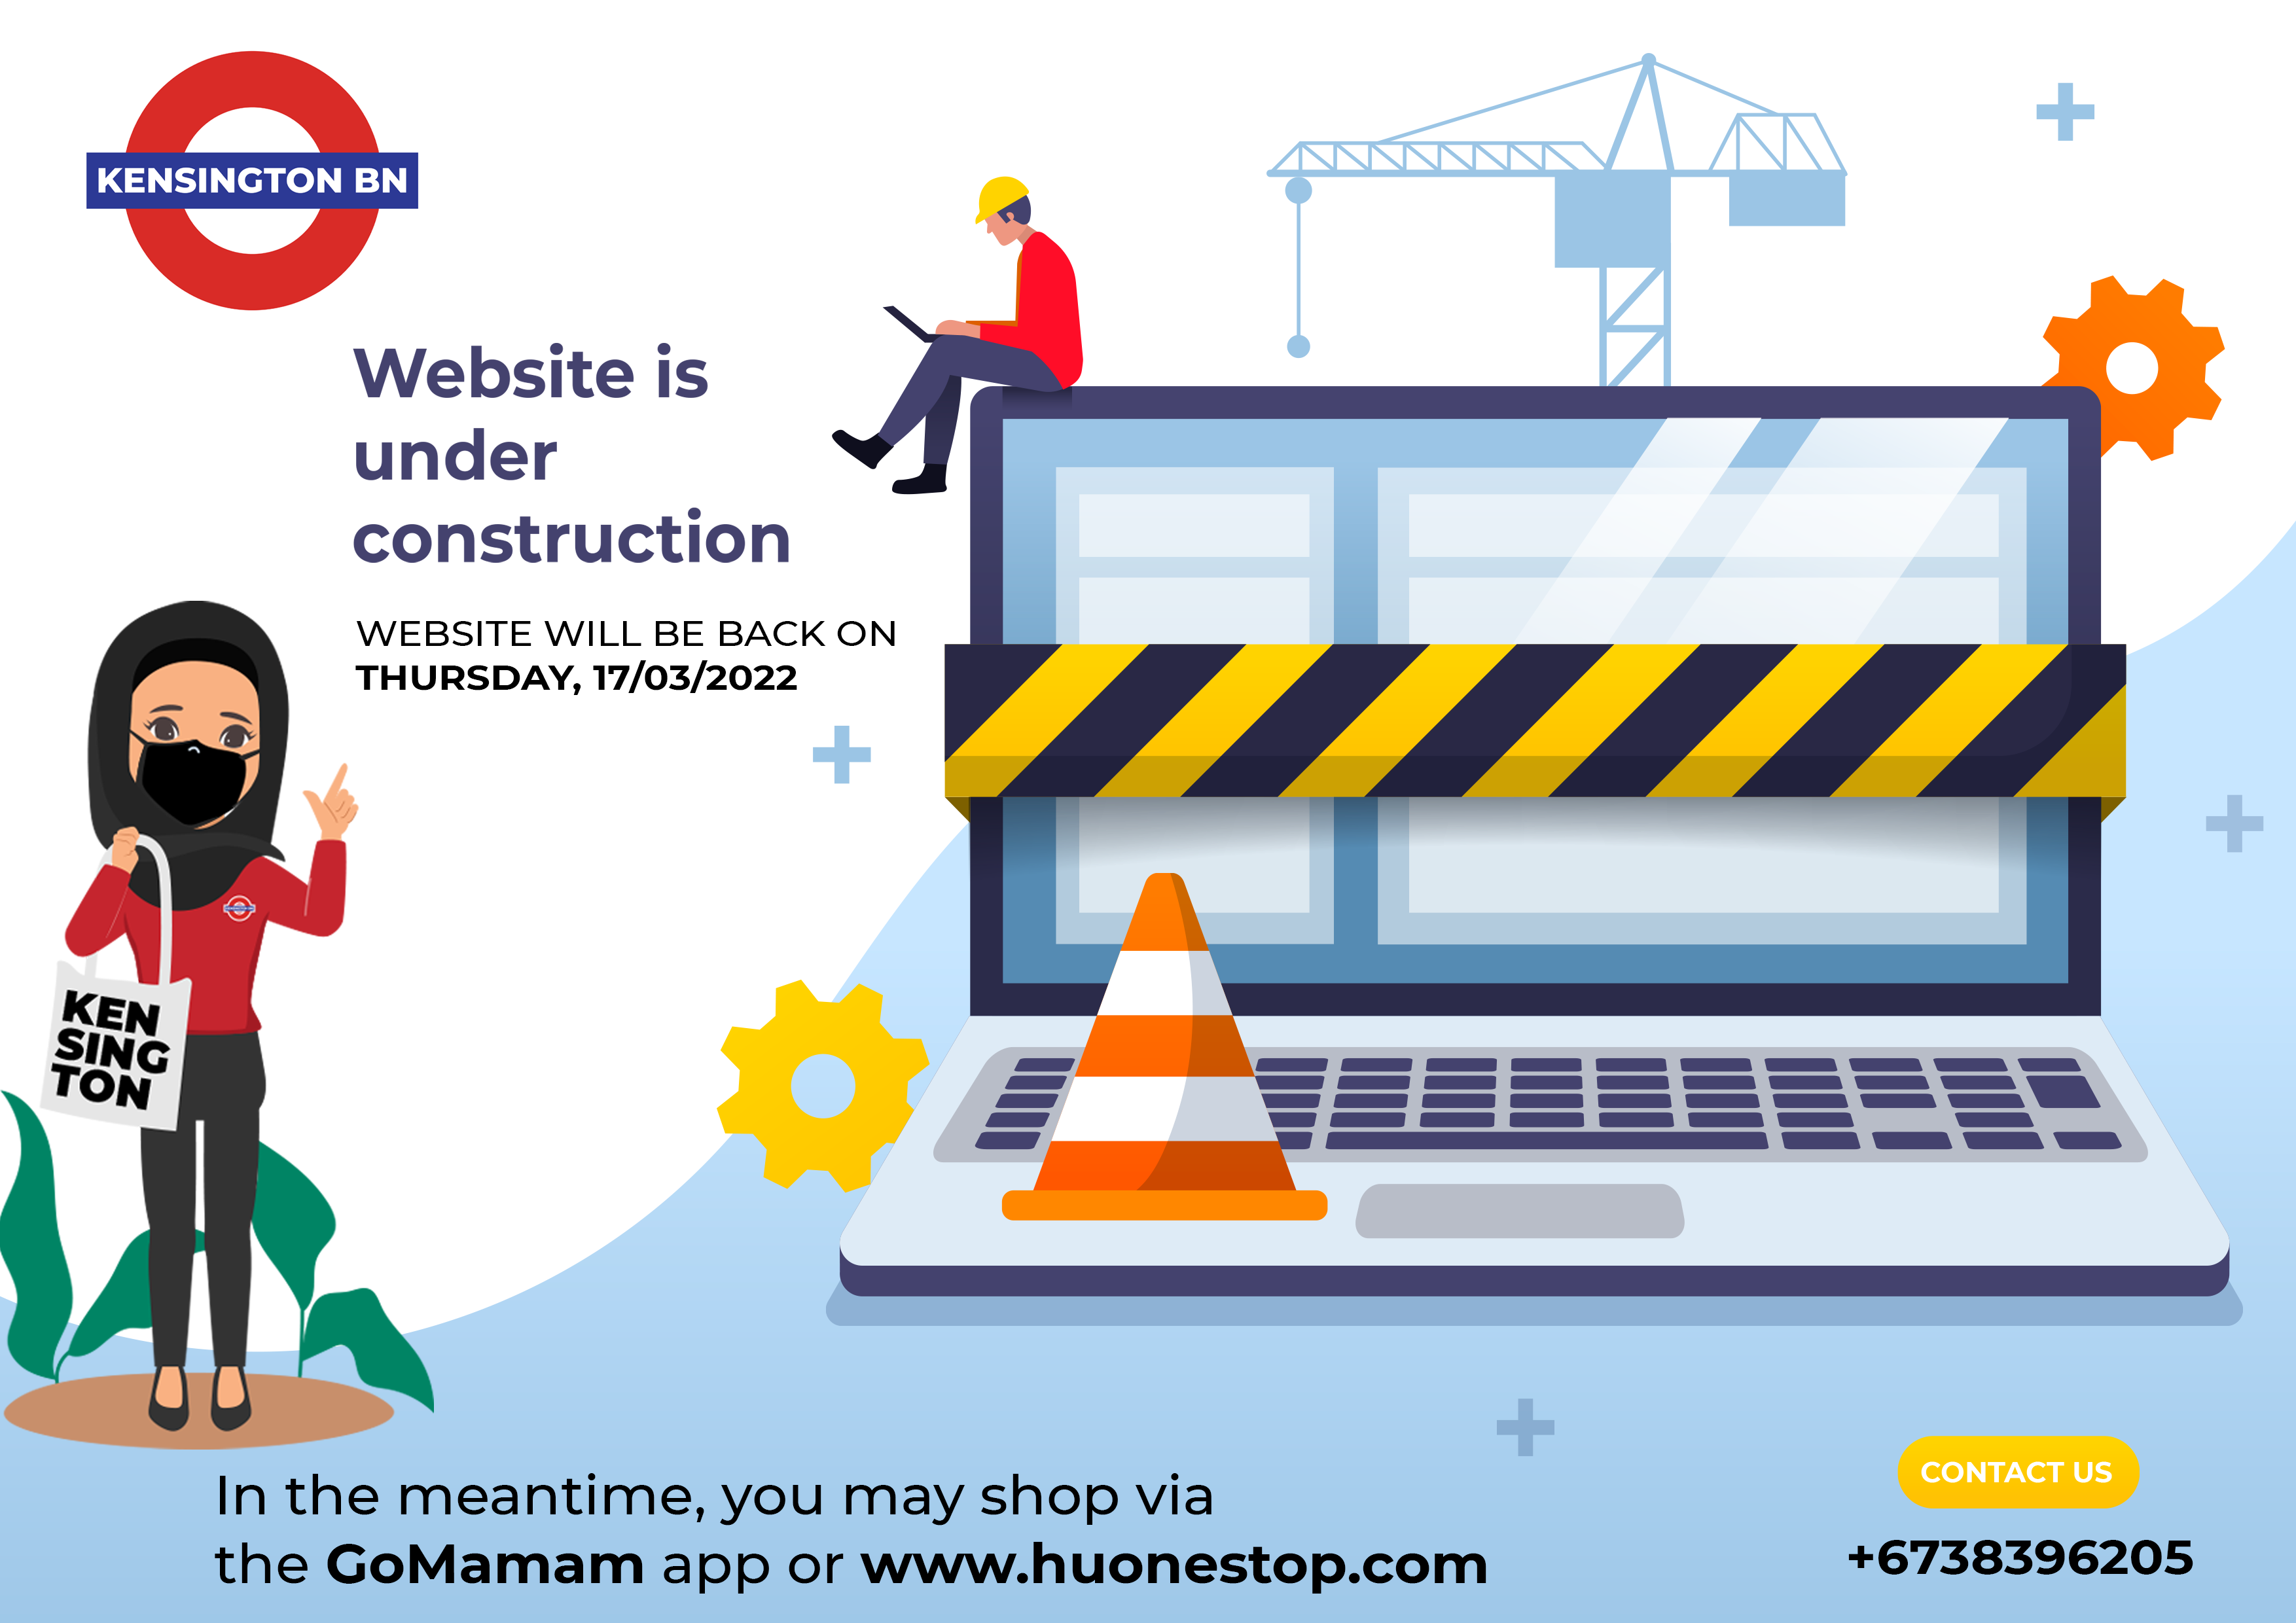 KENSINGTON BN
Website is
under
construction
WEBSITE WILL BE BACK ON
THURSDAY, 17/03/2022
KEN
SING
TON
In the meantime, you may shop via
the GoMamam app or www.huonestop.com
CONTACT US
+6738396205